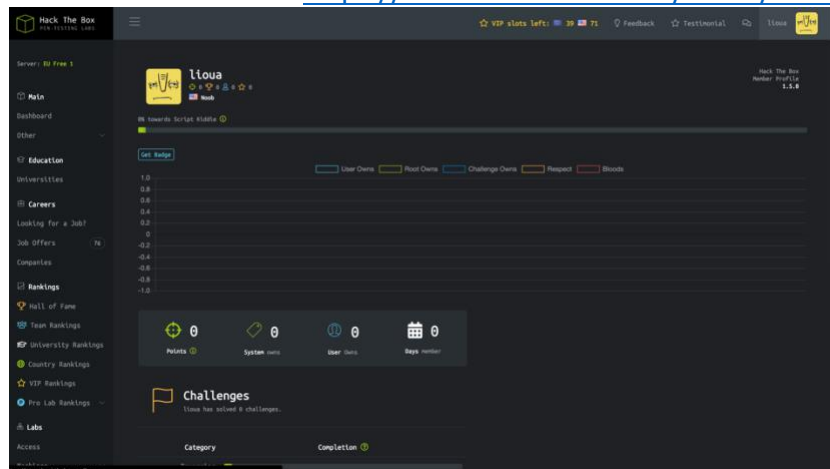 Hack The Box
PEN-TESTING LABS
VIP slots left: 39 71
Feedback
Testimonial
lioua
Server: EU Free 1
Main
Dashboard
Other
Education
Universities
Careers
Looking for a Job?
Job Offers 70
Companies
Rankings
Hall of Fame
Team Rankings
University Rankings
Country Rankings
VIP Rankings
Pro Lab Rankings
Labs
Access
lioua
0 0 0 0
Noob
Hack The Box
Member Profile
1.5.0
0% towards Script Kiddie
Get Badge
User Owns Root Owns Challenge Owns Respect Bloods
1.0
0.8
0.6
0.4
0.2
0
-0.2
-0.4
-0.6
-0.8
-1.0
0
Points
0
System owns
0
User Owns
0
Days member
Challenges
lioua has solved 0 challenges.
Category Completion